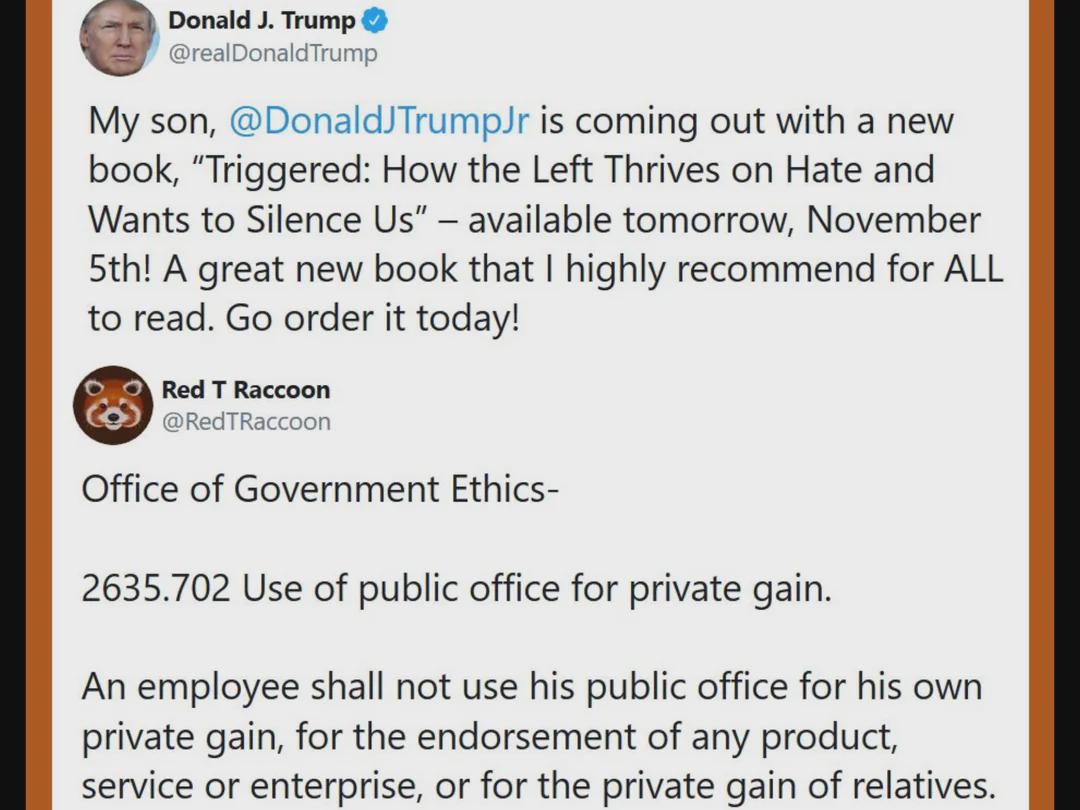 Donald J. Trump
@realDonaldTrump
My son, @DonaldJTrumpJr is coming out with a new
book, “Triggered: How the Left Thrives on Hate and
Wants to Silence Us” – available tomorrow, November
5th! A great new book that I highly recommend for ALL
to read. Go order it today!
Red T Raccoon
@RedTRaccoon
Office of Government Ethics-
2635.702 Use of public office for private gain.
An employee shall not use his public office for his own
private gain, for the endorsement of any product,
service or enterprise, or for the private gain of relatives.